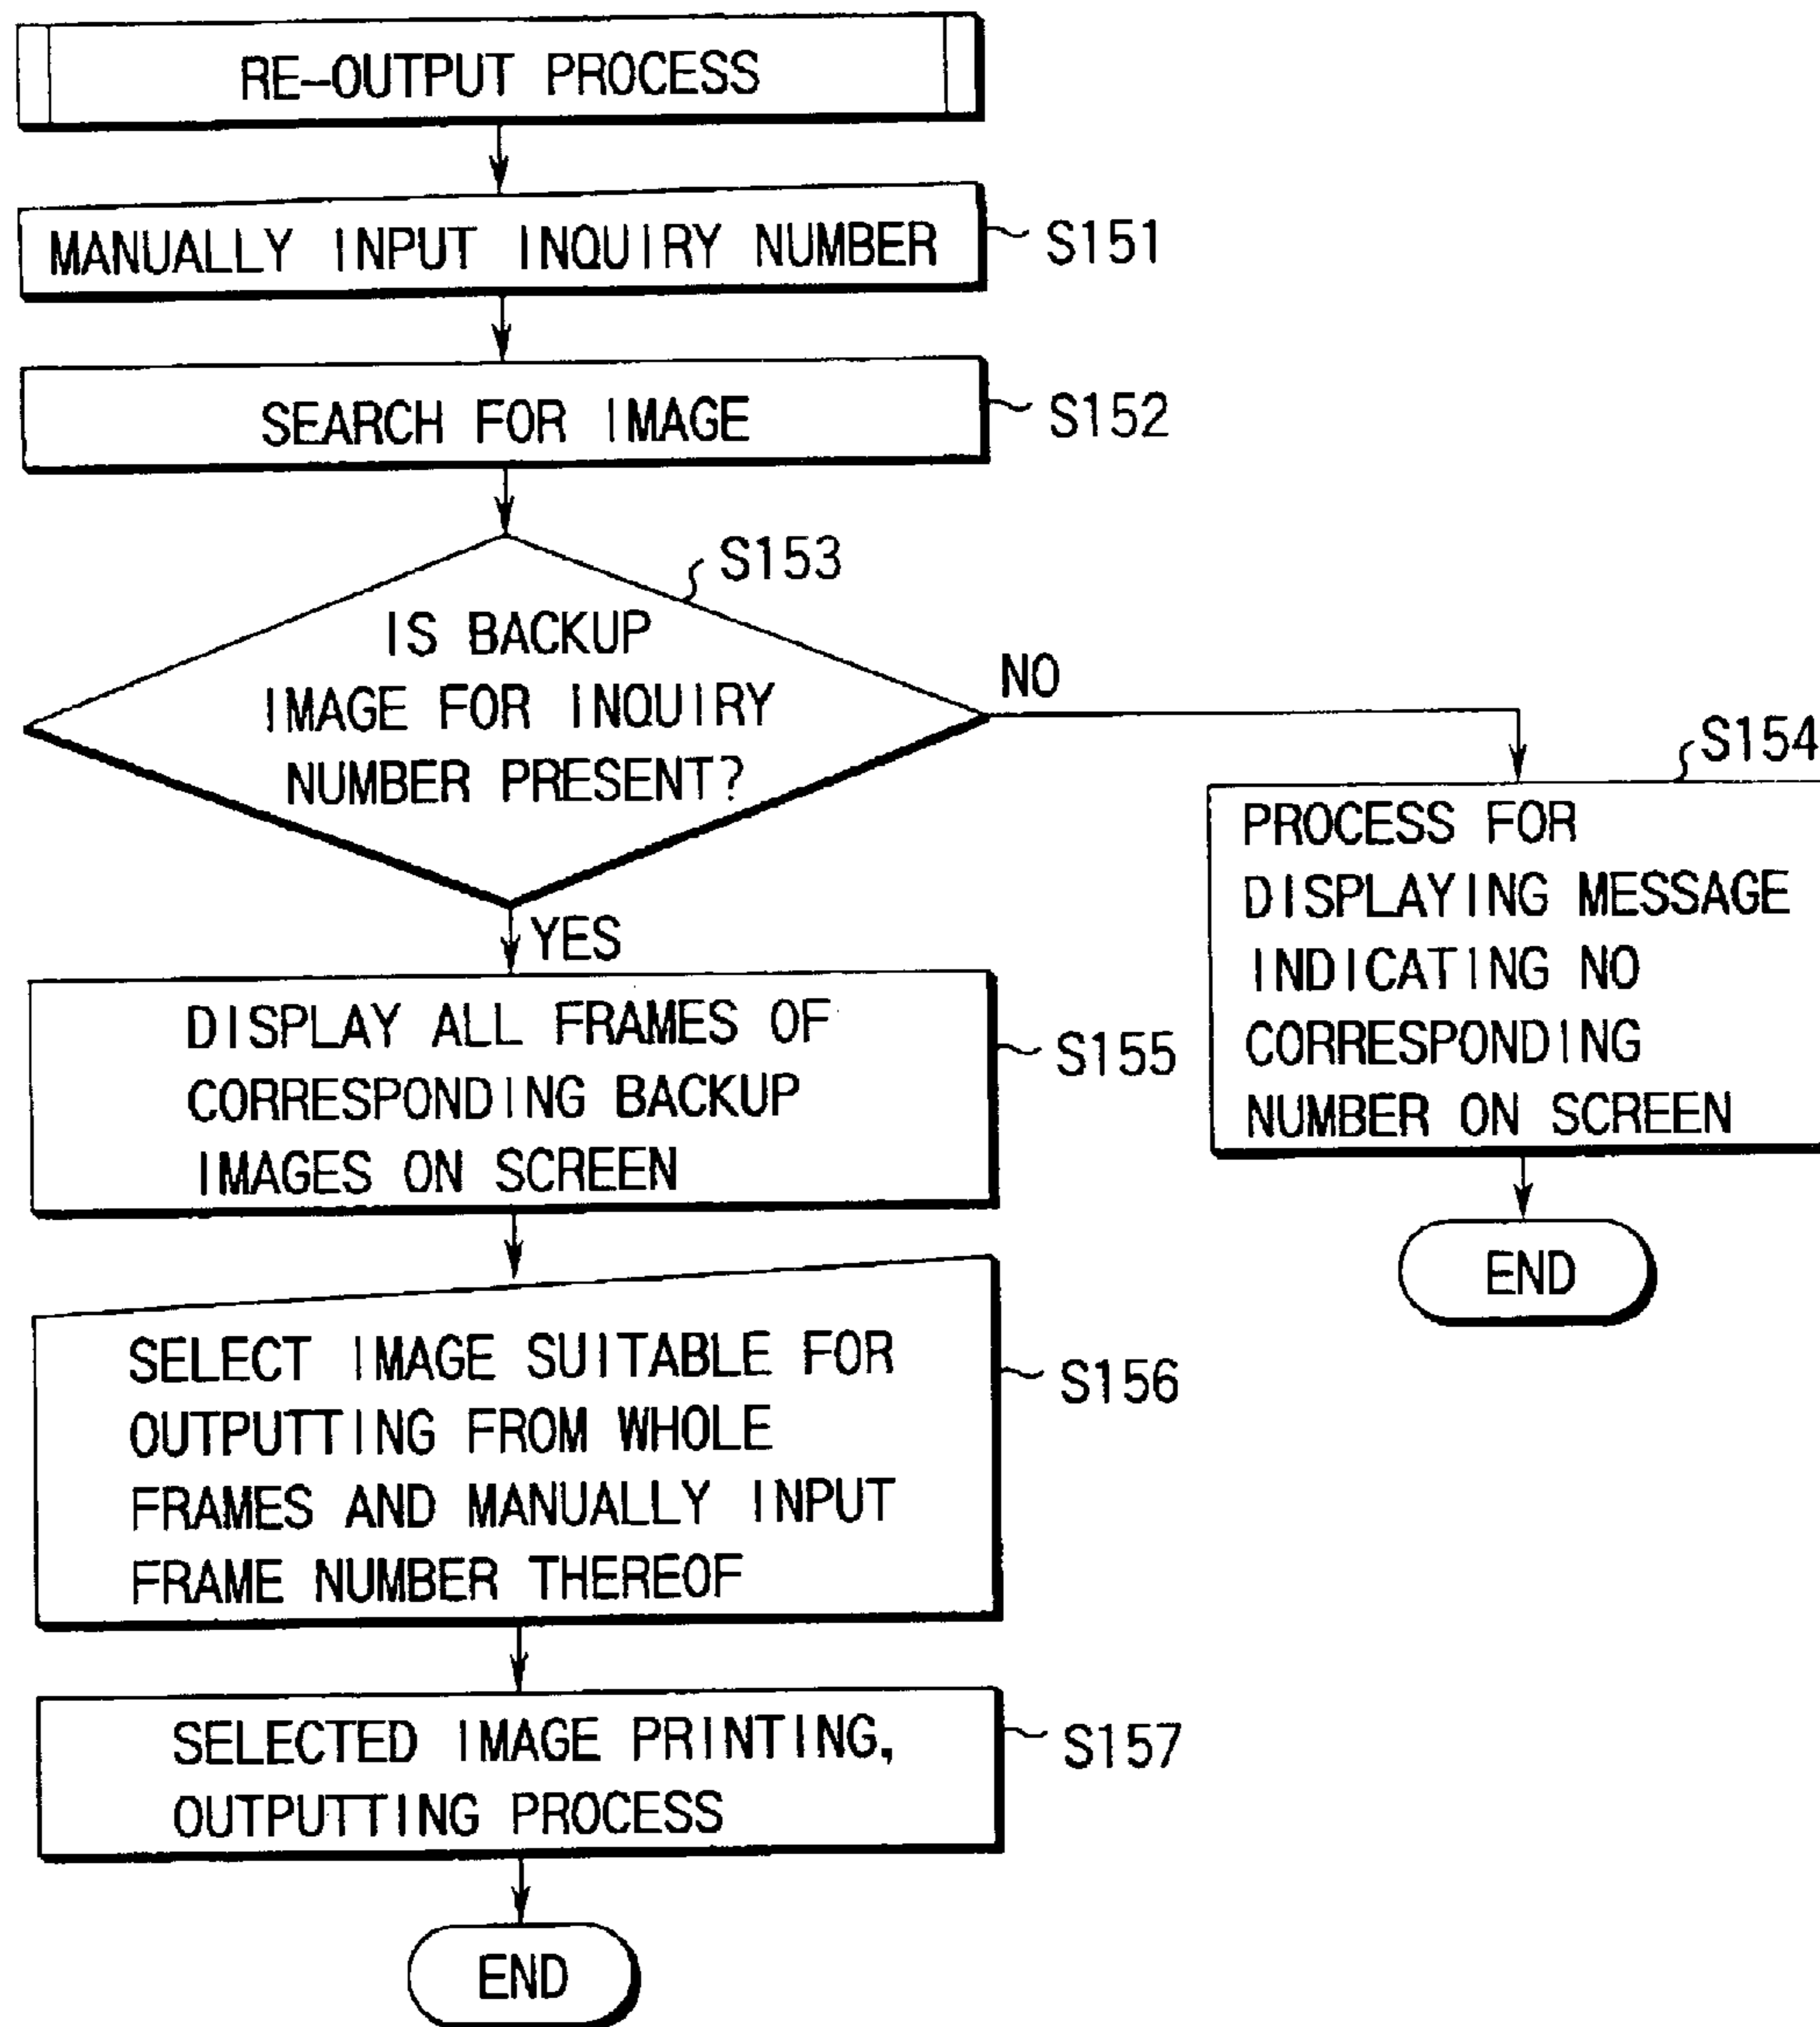 RE-OUTPUT PROCESS
MANUALLY INPUT INQUIRY NUMBER
S151
SEARCH FOR IMAGE
S152
S153
IS BACKUP
IMAGE FOR INQUIRY
NUMBER PRESENT?
NO
YES
S154
PROCESS FOR
DISPLAYING MESSAGE
INDICATING NO
CORRESPONDING
NUMBER ON SCREEN
END
DISPLAY ALL FRAMES OF
CORRESPONDING BACKUP
IMAGES ON SCREEN
S155
SELECT IMAGE SUITABLE FOR
OUTPUTTING FROM WHOLE
FRAMES AND MANUALLY INPUT
FRAME NUMBER THEREOF
S156
SELECTED IMAGE PRINTING,
OUTPUTTING PROCESS
S157
END